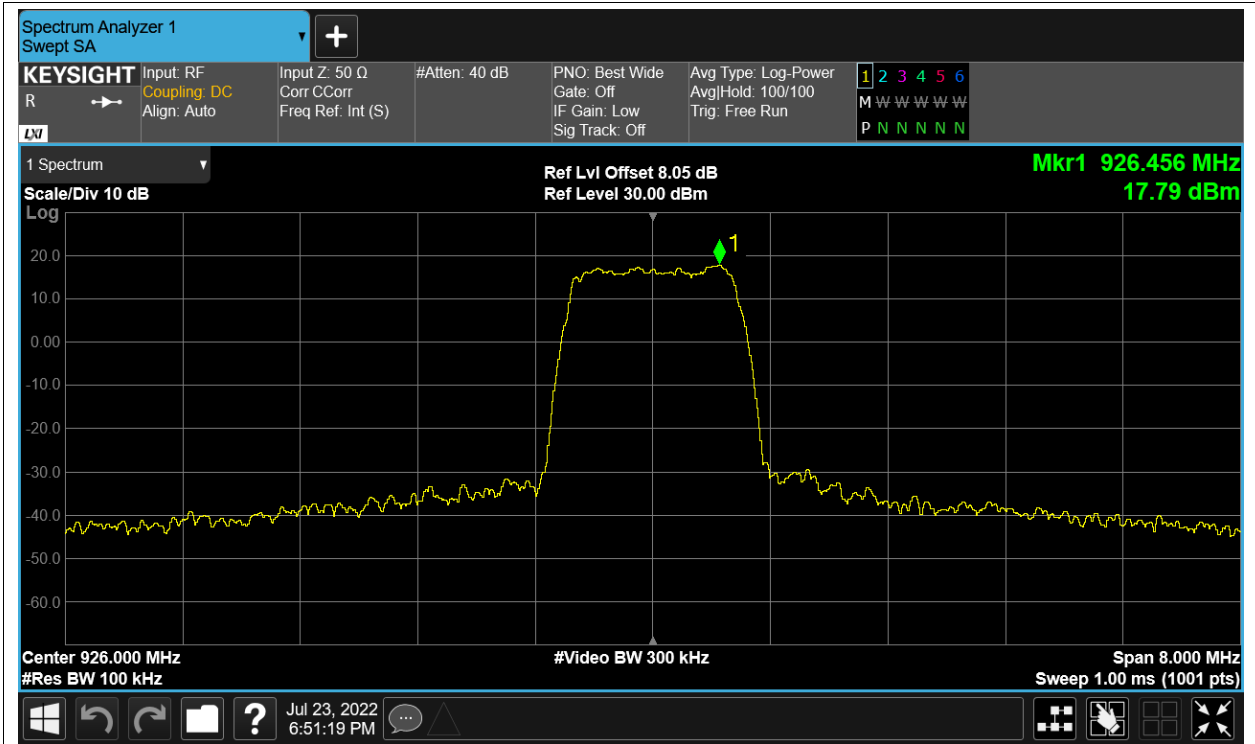 Spectrum Analyzer 1
Swept SA
KEYSIGHT
R
LXI
Input: RF
Coupling: DC
Align: Auto
Input Z: 50 Ω
Corr CCorr
Freq Ref: Int (S)
#Atten: 40 dB
PNO: Best Wide
Gate: Off
IF Gain: Low
Sig Track: Off
Avg Type: Log-Power
Avg|Hold: 100/100
Trig: Free Run
1 2 3 4 5 6
M W W W W W
P N N N N N
1 Spectrum
Scale/Div 10 dB
Log
Ref Lvl Offset 8.05 dB
Ref Level 30.00 dBm
Mkr1 926.456 MHz
17.79 dBm
1
20.0
10.0
0.00
-10.0
-20.0
-30.0
-40.0
-50.0
-60.0
Center 926.000 MHz
#Res BW 100 kHz
#Video BW 300 kHz
Span 8.000 MHz
Sweep 1.00 ms (1001 pts)
?
Jul 23, 2022
6:51:19 PM